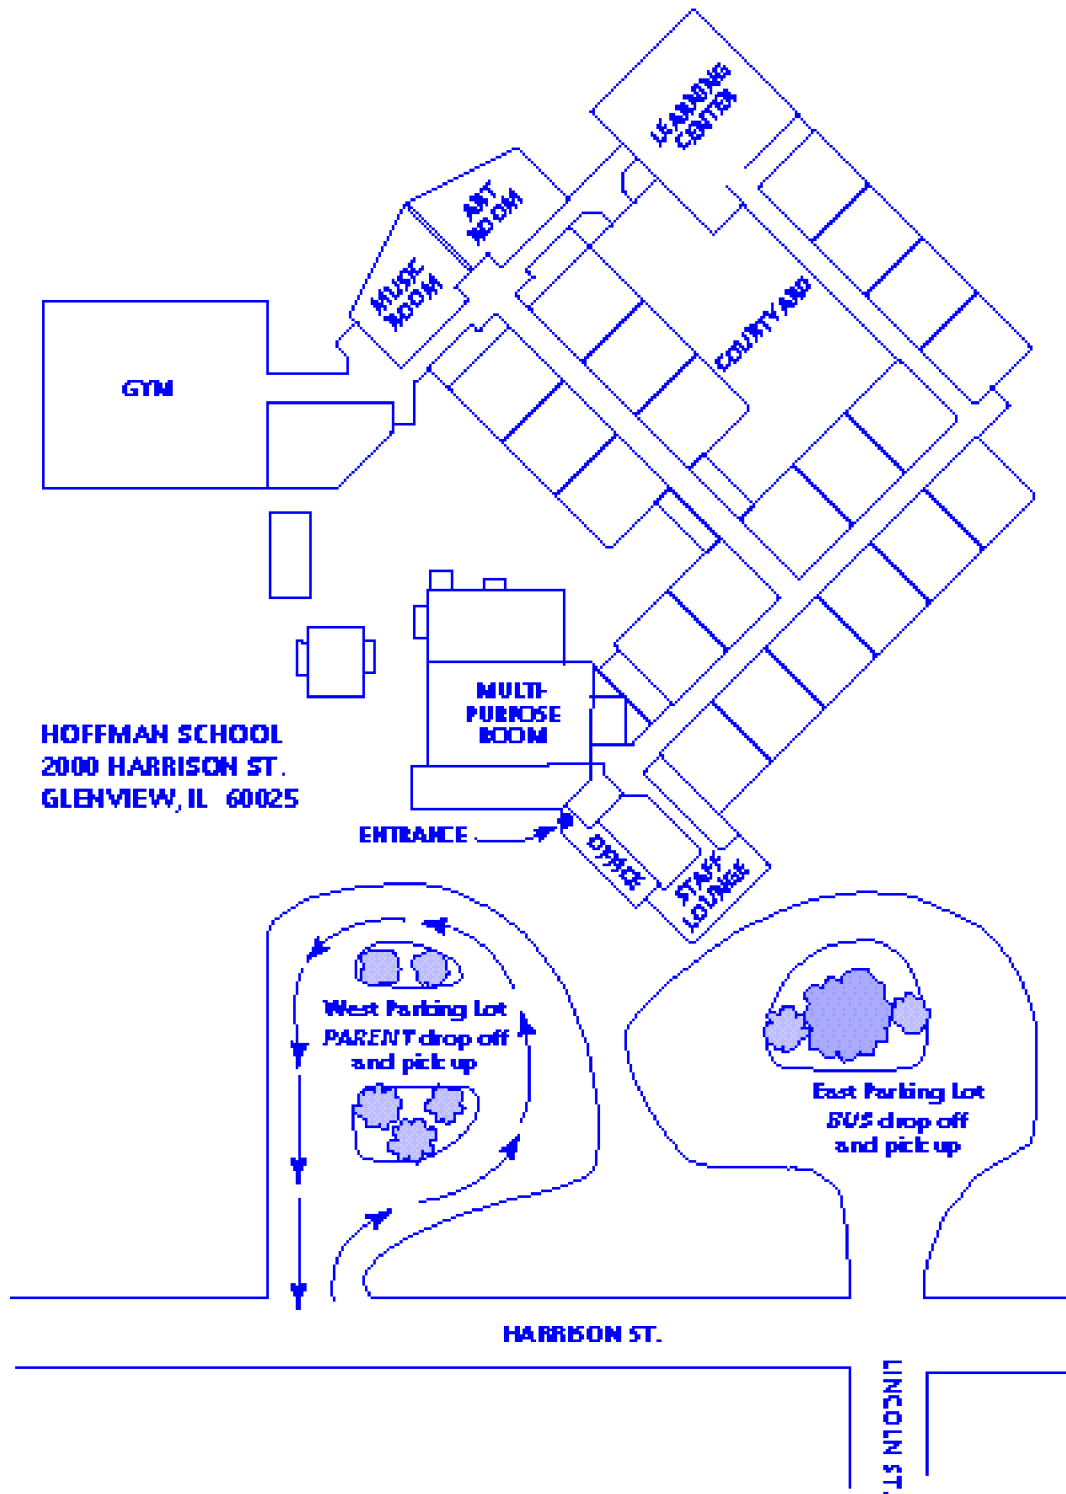 LEARNING
CENTER
ART
ROOM
MUSIC
ROOM
COURTYARD
GYM
MULTI-
PURPOSE
ROOM
HOFFMAN SCHOOL
2000 HARRISON ST.
GLENVIEW, IL 60025
ENTRANCE
OFFICE
STAFF
LOUNGE
West Parking Lot
PARENT drop off
and pick up
East Parking Lot
BUS drop off
and pick up
HARRISON ST.
LINCOLN ST.